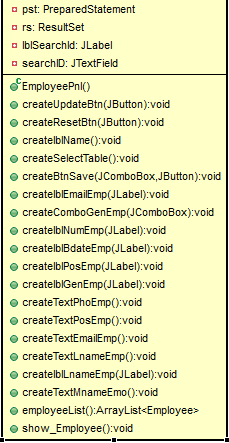 pst: PreparedStatement
rs: ResultSet
lblSearchId: JLabel
searchID: JTextField
EmployeePnl()
createUpdateBtn(JButton):void
createResetBtn(JButton):void
createlblName():void
createSelectTable():void
createBtnSave(JComboBox,JButton):void
createlblEmailEmp(JLabel):void
createComboGenEmp(JComboBox):void
createlblNumEmp(JLabel):void
createlblBdateEmp(JLabel):void
createlblPosEmp(JLabel):void
createlblGenEmp(JLabel):void
createTextPhoEmp():void
createTextPosEmp():void
createTextEmailEmp():void
createTextLnameEmp():void
createlblLnameEmp(JLabel):void
createTextMnameEmo():void
employeeList():ArrayList<Employee>
show_Employee():void